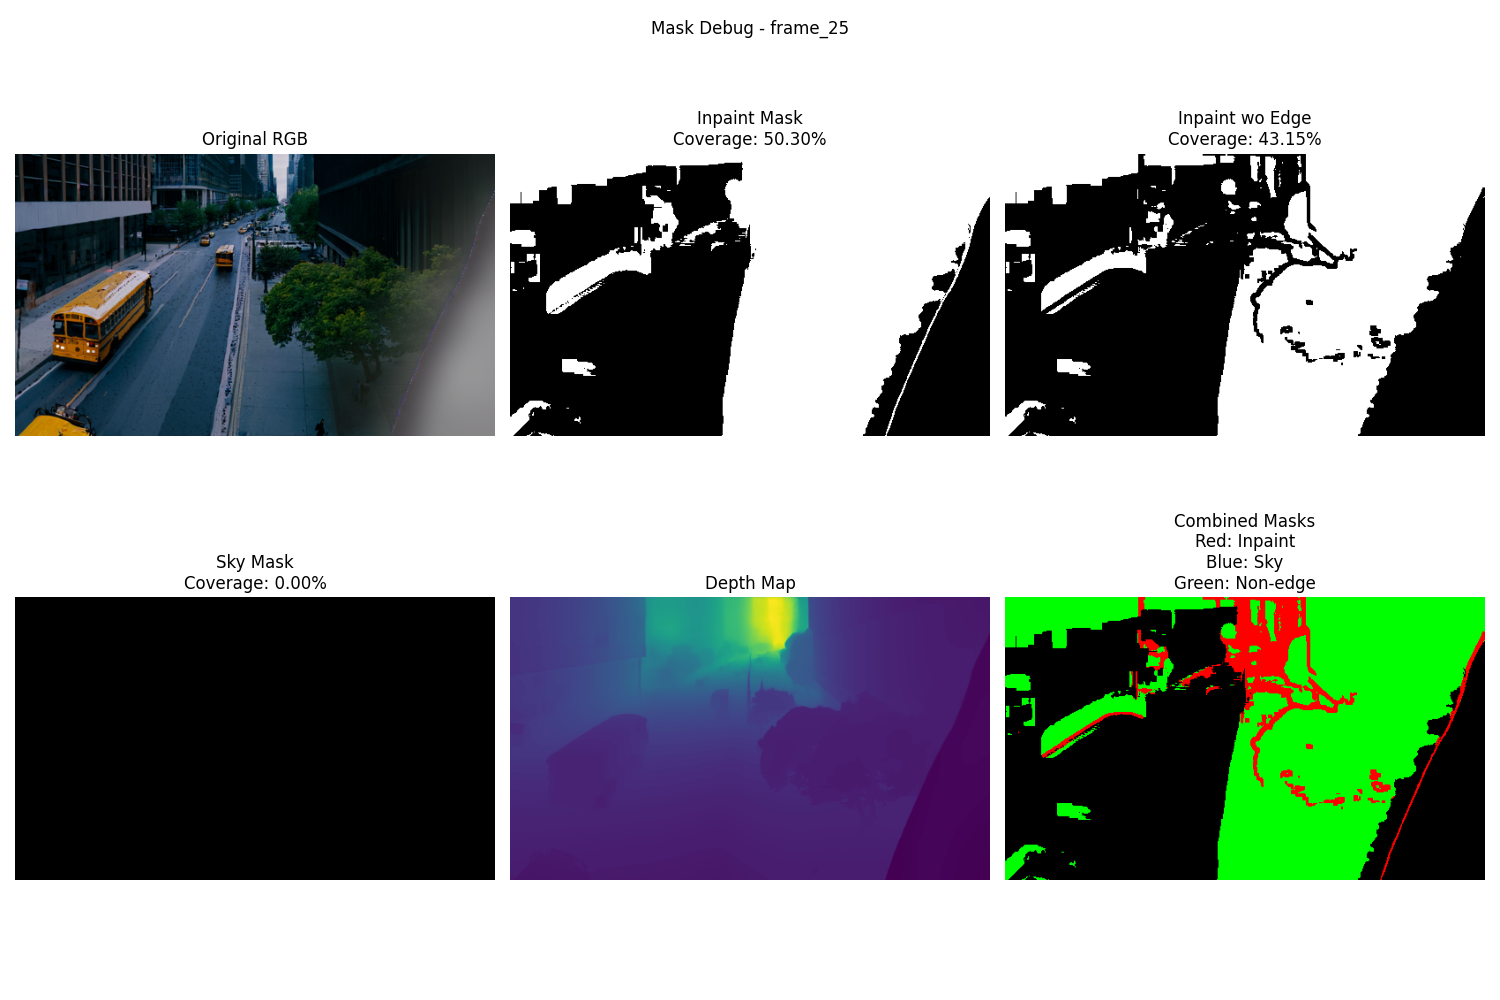 Mask Debug - frame_25
Original RGB
Inpaint Mask
Coverage: 50.30%
Inpaint wo Edge
Coverage: 43.15%
Sky Mask
Coverage: 0.00%
Depth Map
Combined Masks
Red: Inpaint
Blue: Sky
Green: Non-edge